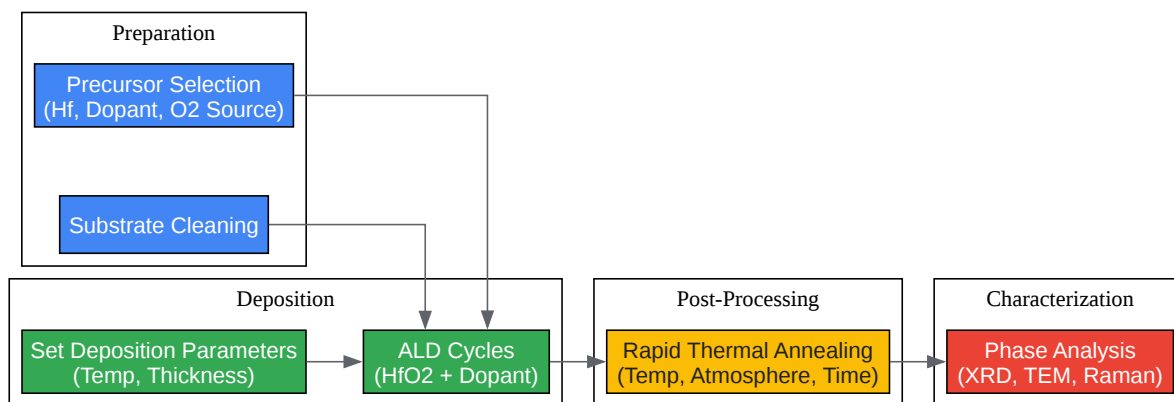 Preparation
Precursor Selection
(Hf, Dopant, O2 Source)
Substrate Cleaning
Deposition
Set Deposition Parameters
(Temp, Thickness)
ALD Cycles
(HfO2 + Dopant)
Post-Processing
Rapid Thermal Annealing
(Temp, Atmosphere, Time)
Characterization
Phase Analysis
(XRD, TEM, Raman)